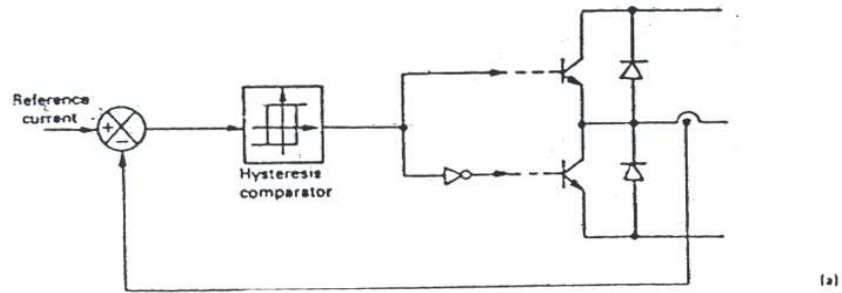 Reference
current
+
−
Hysteresis
comparator
(a)